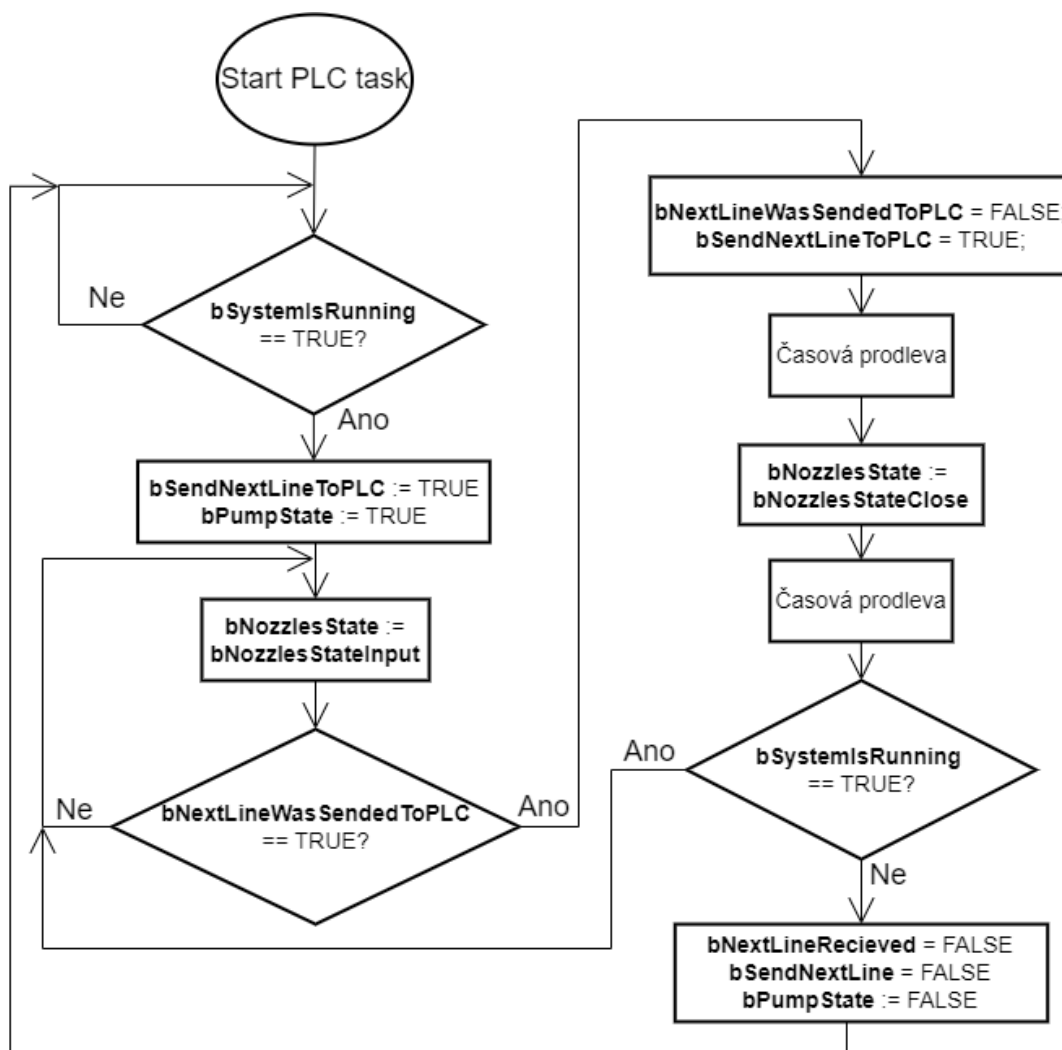 Start PLC task
Ne
bSystemIsRunning
== TRUE?
Ano
bSendNextLineToPLC := TRUE
bPumpState := TRUE
bNozzlesState :=
bNozzlesStateInput
Ne
bNextLineWasSendedToPLC
== TRUE?
Ano
bNextLineWasSendedToPLC = FALSE
bSendNextLineToPLC = TRUE;
Časová prodleva
bNozzlesState :=
bNozzlesStateClose
Časová prodleva
Ano
bSystemIsRunning
== TRUE?
Ne
bNextLineRecieved = FALSE
bSendNextLine = FALSE
bPumpState := FALSE